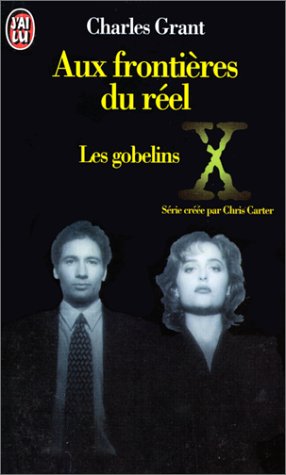 J'AI
LU
Charles Grant
Aux frontières
du réel
Les gobelins
X
Série créée par Chris Carter